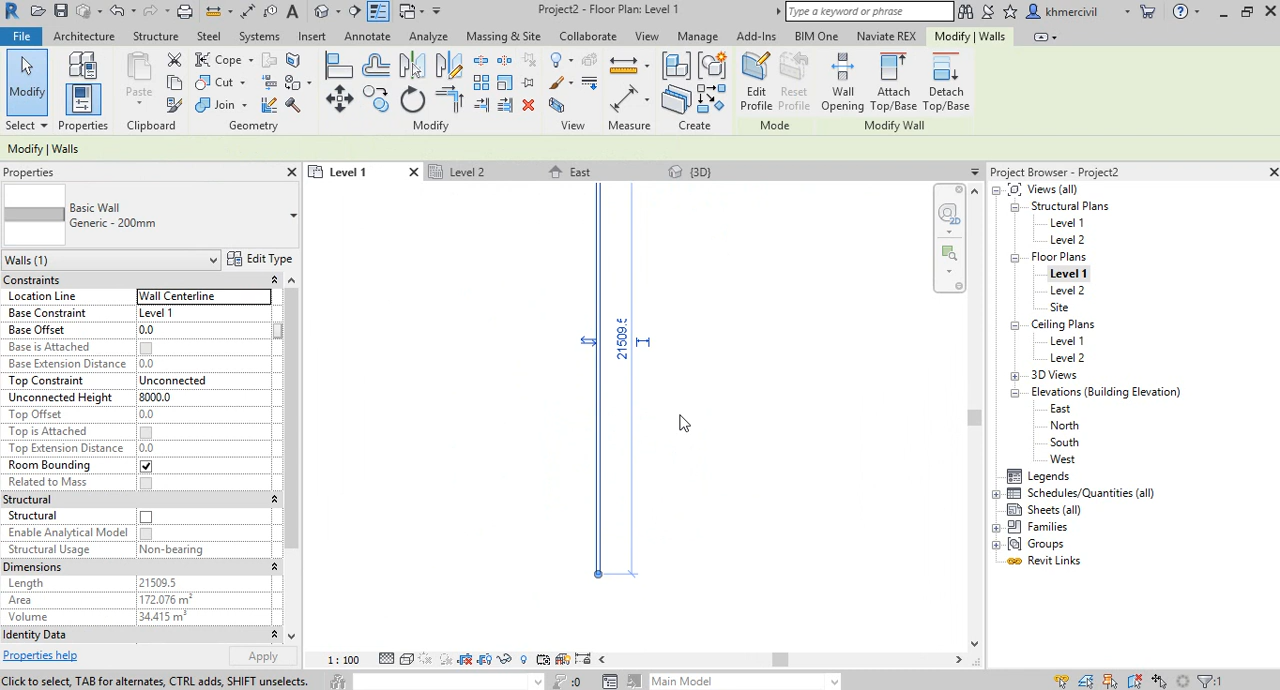 Project2 - Floor Plan: Level 1
Type a keyword or phrase
khmercivil
File Architecture Structure Steel Systems Insert Annotate Analyze Massing & Site Collaborate View Manage Add-Ins BIM One Naviate REX Modify | Walls
Modify
Paste
Cope
Cut
Join
Edit Profile
Reset Profile
Wall Opening
Attach Top/Base
Detach Top/Base
Select Properties Clipboard Geometry Modify View Measure Create Mode Modify Wall
Modify | Walls
Properties
Level 1
Level 2
East
{3D}
Project Browser - Project2
Basic Wall
Generic - 200mm
Walls (1)
Edit Type
Constraints
Location Line Wall Centerline
Base Constraint Level 1
Base Offset 0.0
Base is Attached
Base Extension Distance 0.0
Top Constraint Unconnected
Unconnected Height 8000.0
Top Offset 0.0
Top is Attached
Top Extension Distance 0.0
Room Bounding
Related to Mass
Structural
Structural
Enable Analytical Model
Structural Usage Non-bearing
Dimensions
Length 21509.5
Area 172.076 m²
Volume 34.415 m³
Identity Data
Properties help
Apply
2D
21509.5
Views (all)
Structural Plans
Level 1
Level 2
Floor Plans
Level 1
Level 2
Site
Ceiling Plans
Level 1
Level 2
3D Views
Elevations (Building Elevation)
East
North
South
West
Legends
Schedules/Quantities (all)
Sheets (all)
Families
Groups
Revit Links
1 : 100
Click to select, TAB for alternates, CTRL adds, SHIFT unselects.
:0
Main Model
:1